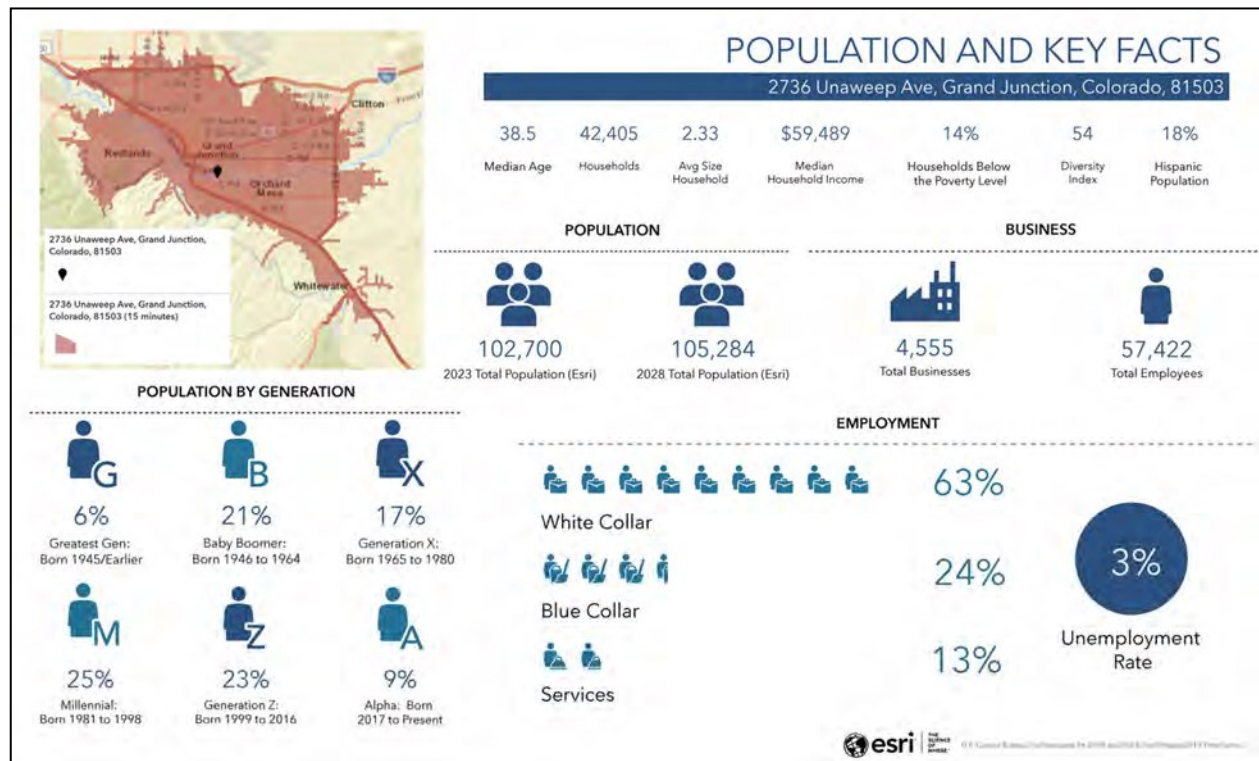 POPULATION AND KEY FACTS
2736 Unaweep Ave, Grand Junction, Colorado, 81503
Clifton
Redlands
Grand
Junction
Orchard
Mesa
Whitewater
2736 Unaweep Ave, Grand Junction,
Colorado, 81503
2736 Unaweep Ave, Grand Junction,
Colorado, 81503 (15 minutes)
38.5
Median Age
42,405
Households
2.33
Avg Size
Household
$59,489
Median
Household Income
14%
Households Below
the Poverty Level
54
Diversity
Index
18%
Hispanic
Population
POPULATION
102,700
2023 Total Population (Esri)
105,284
2028 Total Population (Esri)
BUSINESS
4,555
Total Businesses
57,422
Total Employees
POPULATION BY GENERATION
G
6%
Greatest Gen:
Born 1945/Earlier
B
21%
Baby Boomer:
Born 1946 to 1964
X
17%
Generation X:
Born 1965 to 1980
M
25%
Millennial:
Born 1981 to 1998
Z
23%
Generation Z:
Born 1999 to 2016
A
9%
Alpha: Born
2017 to Present
EMPLOYMENT
63%
White Collar
24%
Blue Collar
13%
Services
3%
Unemployment
Rate
esri
THE
SCIENCE
OF
WHERE